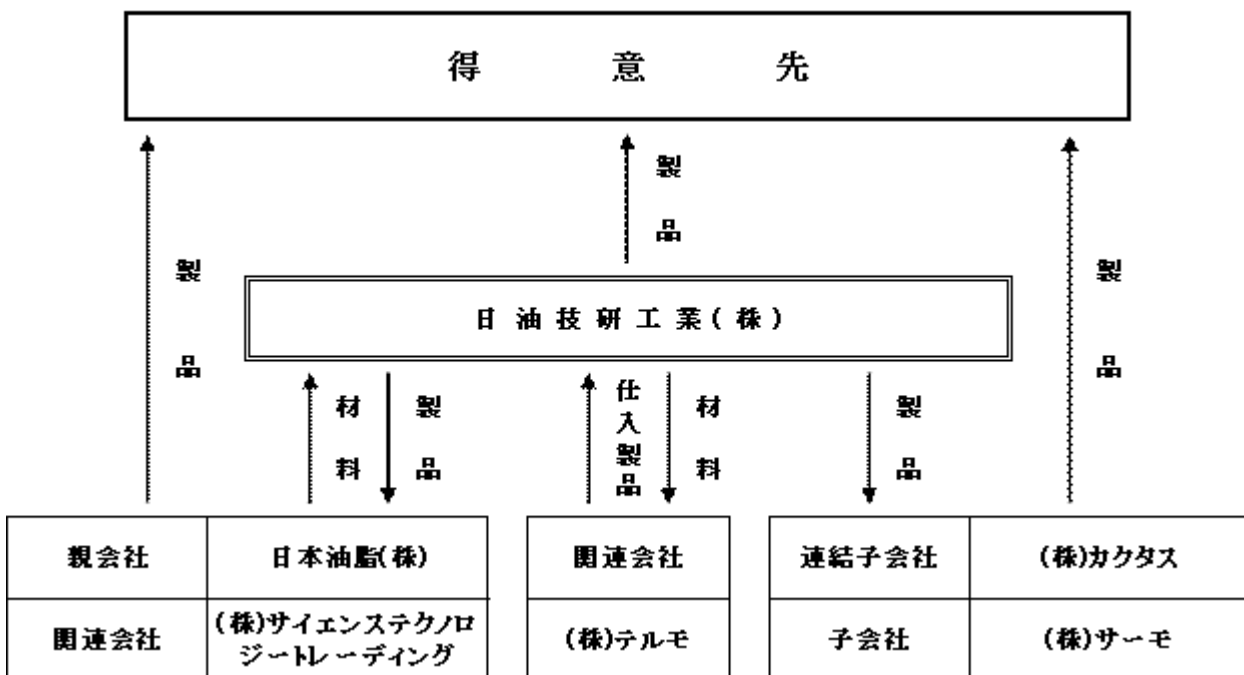 得意先
製品
製品
製品
日油技研工業(株)
材料
製品
仕入製品
材料
製品
親会社
日本油脂(株)
関連会社
連結子会社
(株)カクタス
関連会社
(株)サイエンステクノロ
ジートレーディング
(株)テルモ
子会社
(株)サーモ